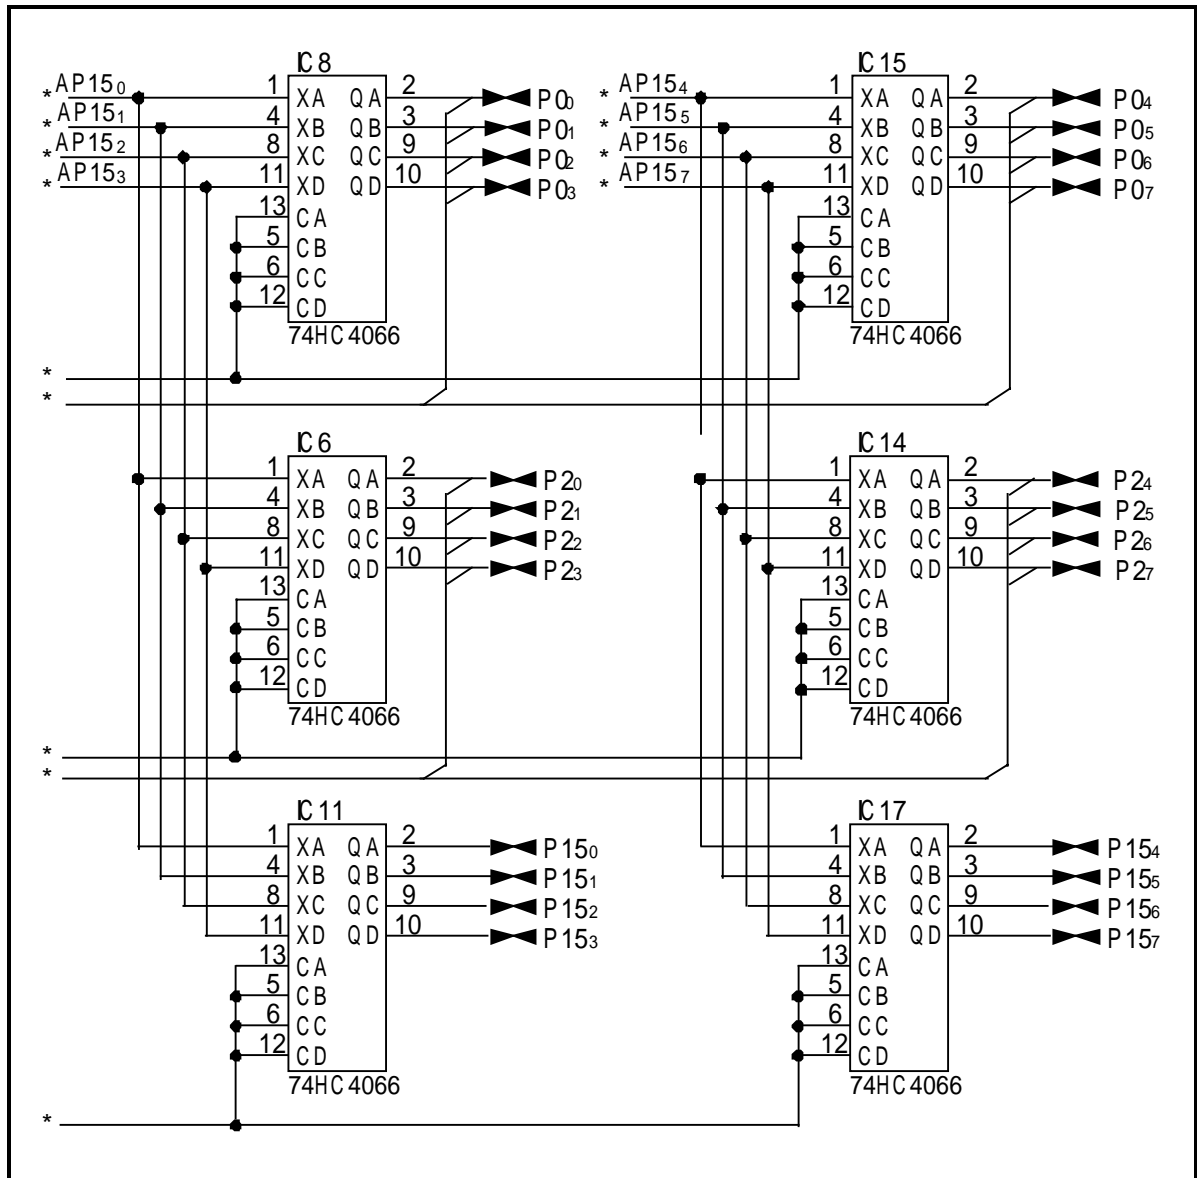 IC8 IC15
* AP15₀ 1 XA QA 2 P0₀ * AP15₄ 1 XA QA 2 P0₄
* AP15₁ 4 XB QB 3 P0₁ * AP15₅ 4 XB QB 3 P0₅
* AP15₂ 8 XC QC 9 P0₂ * AP15₆ 8 XC QC 9 P0₆
* AP15₃ 11 XD QD 10 P0₃ * AP15₇ 11 XD QD 10 P0₇
13 CA 13 CA
5 CB 5 CB
6 CC 6 CC
12 CD 12 CD
74HC4066 74HC4066
*
*
IC6 IC14
1 XA QA 2 P2₀ 1 XA QA 2 P2₄
4 XB QB 3 P2₁ 4 XB QB 3 P2₅
8 XC QC 9 P2₂ 8 XC QC 9 P2₆
11 XD QD 10 P2₃ 11 XD QD 10 P2₇
13 CA 13 CA
5 CB 5 CB
6 CC 6 CC
12 CD 12 CD
74HC4066 74HC4066
*
*
IC11 IC17
1 XA QA 2 P15₀ 1 XA QA 2 P15₄
4 XB QB 3 P15₁ 4 XB QB 3 P15₅
8 XC QC 9 P15₂ 8 XC QC 9 P15₆
11 XD QD 10 P15₃ 11 XD QD 10 P15₇
13 CA 13 CA
5 CB 5 CB
6 CC 6 CC
12 CD 12 CD
74HC4066 74HC4066
*